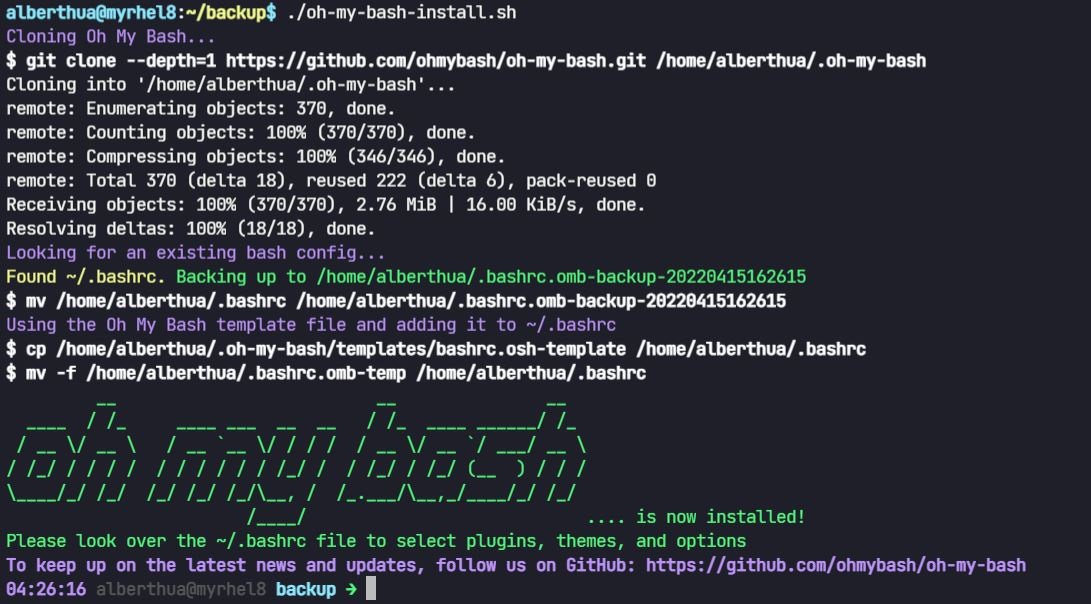 alberthua@myrhel8:~/backup$ ./oh-my-bash-install.sh
Cloning Oh My Bash...
$ git clone --depth=1 https://github.com/ohmybash/oh-my-bash.git /home/alberthua/.oh-my-bash
Cloning into '/home/alberthua/.oh-my-bash'...
remote: Enumerating objects: 370, done.
remote: Counting objects: 100% (370/370), done.
remote: Compressing objects: 100% (346/346), done.
remote: Total 370 (delta 18), reused 222 (delta 6), pack-reused 0
Receiving objects: 100% (370/370), 2.76 MiB | 16.00 KiB/s, done.
Resolving deltas: 100% (18/18), done.
Looking for an existing bash config...
Found ~/.bashrc. Backing up to /home/alberthua/.bashrc.omb-backup-20220415162615
$ mv /home/alberthua/.bashrc /home/alberthua/.bashrc.omb-backup-20220415162615
Using the Oh My Bash template file and adding it to ~/.bashrc
$ cp /home/alberthua/.oh-my-bash/templates/bashrc.osh-template /home/alberthua/.bashrc
$ mv -f /home/alberthua/.bashrc.omb-temp /home/alberthua/.bashrc
oh my bash
.... is now installed!
Please look over the ~/.bashrc file to select plugins, themes, and options
To keep up on the latest news and updates, follow us on GitHub: https://github.com/ohmybash/oh-my-bash
04:26:16 alberthua@myrhel8 backup →